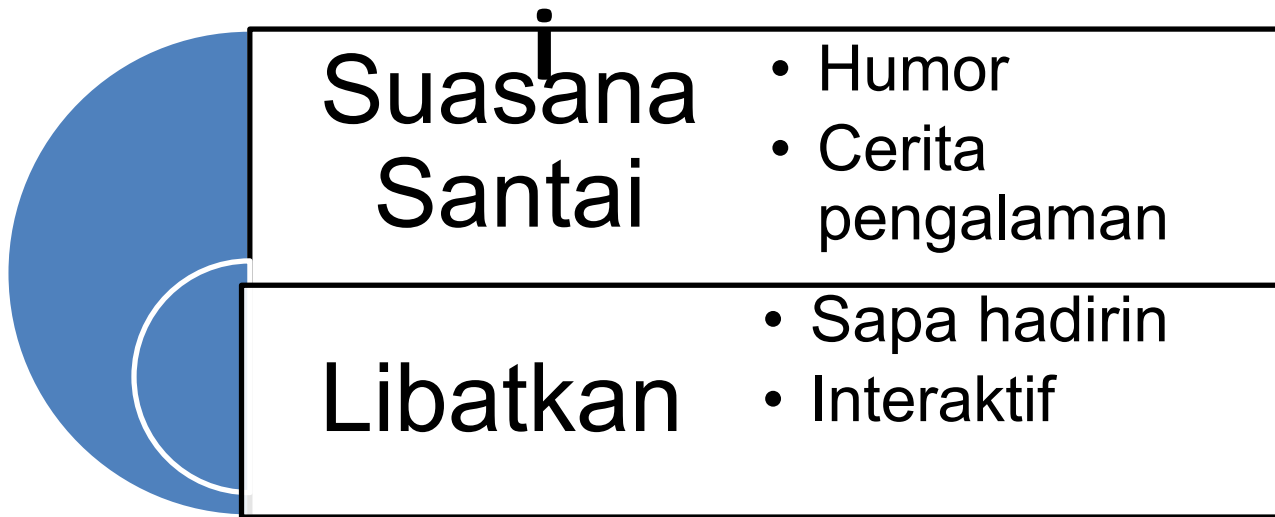 i
Suasana
Santai
• Humor
• Cerita
pengalaman
Libatkan
• Sapa hadirin
• Interaktif